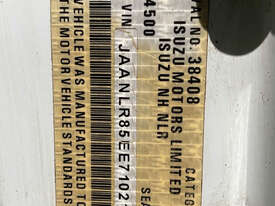 AL NO. 38408
ISUZU MOTORS LIMITED
ISUZU NH NLR
CATEG
4500
SEA
VIN JAANLR85EE7102
VEHICLE WAS MANUFACTURED TO
THE MOTOR VEHICLE STANDARDS